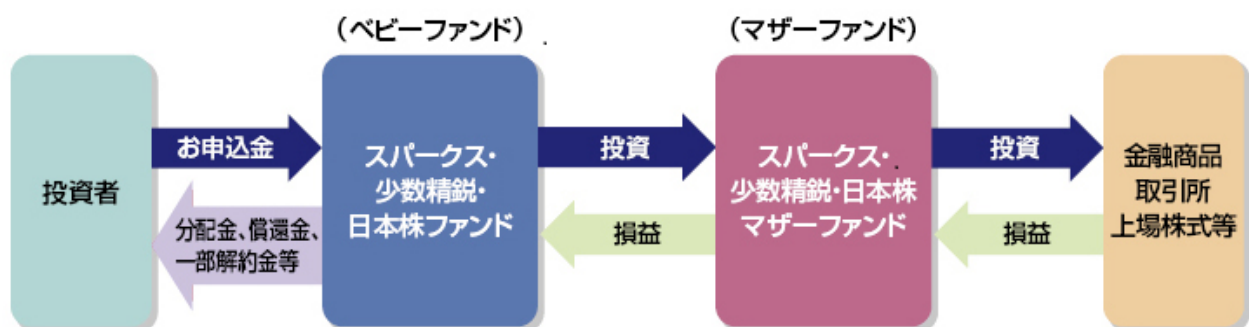 (ベビーファンド)
(マザーファンド)
投資者
お申込金
分配金、償還金、
一部解約金等
スパークス・
少数精鋭・
日本株ファンド
投資
損益
スパークス・
少数精鋭・日本株
マザーファンド
投資
損益
金融商品
取引所
上場株式等